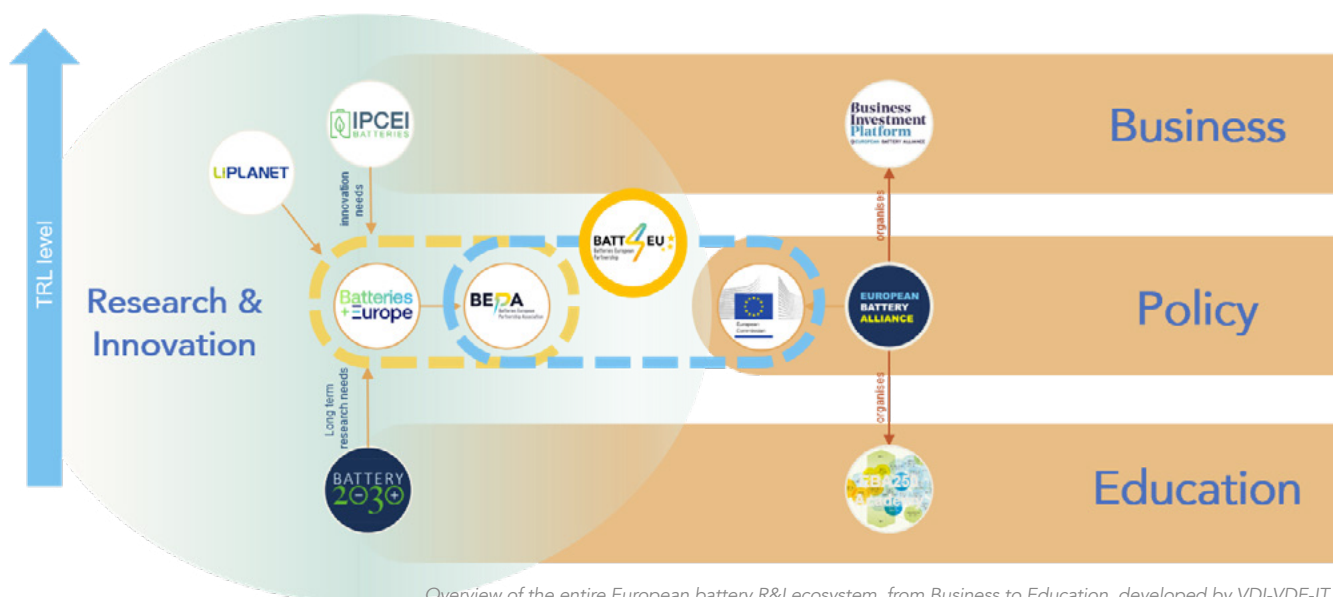 TRL level
Research &
Innovation
LiPLANET
IPCEI
BATTERIES
innovation
needs
Batteries
Europe
BEPA
Batteries European
Partnership Association
Long term
research needs
BATTERY
2030
BATT4EU
Batteries European
Partnership
European
Commission
Business
Investment
Platform
EUROPEAN BATTERY ALLIANCE
organises
EUROPEAN
BATTERY
ALLIANCE
organises
EBA250
Academy
Business
Policy
Education
Overview of the entire European battery R&I ecosystem, from Business to Education, developed by VDI-VDE-IT